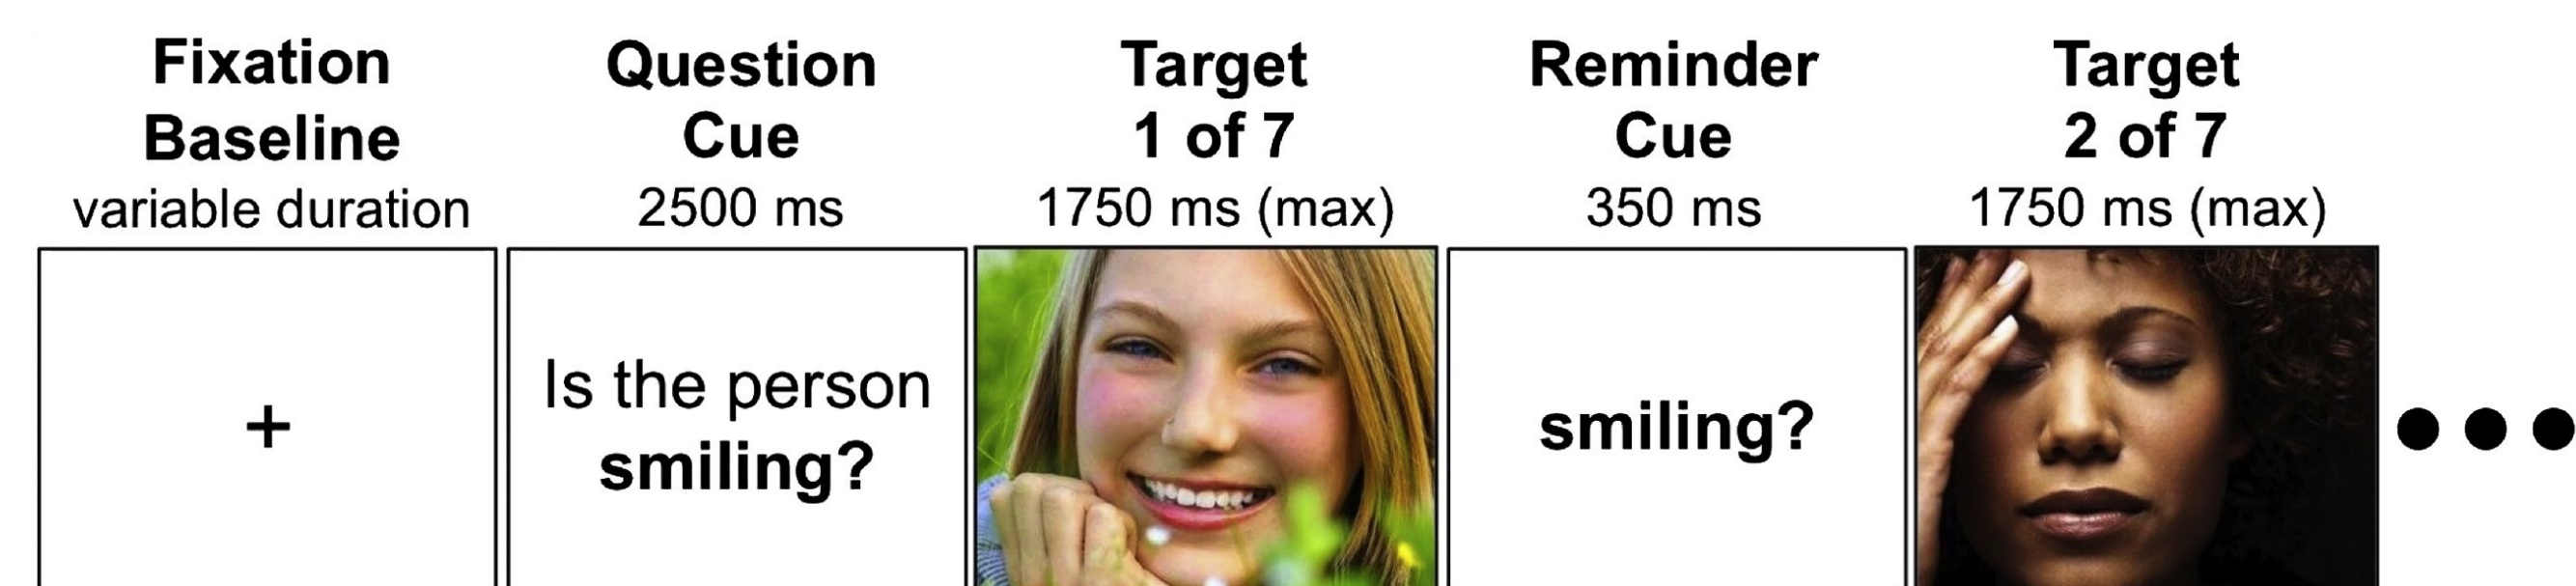 Fixation
Baseline
variable duration
+
Question
Cue
2500 ms
Is the person
smiling?
Target
1 of 7
1750 ms (max)
Reminder
Cue
350 ms
smiling?
Target
2 of 7
1750 ms (max)